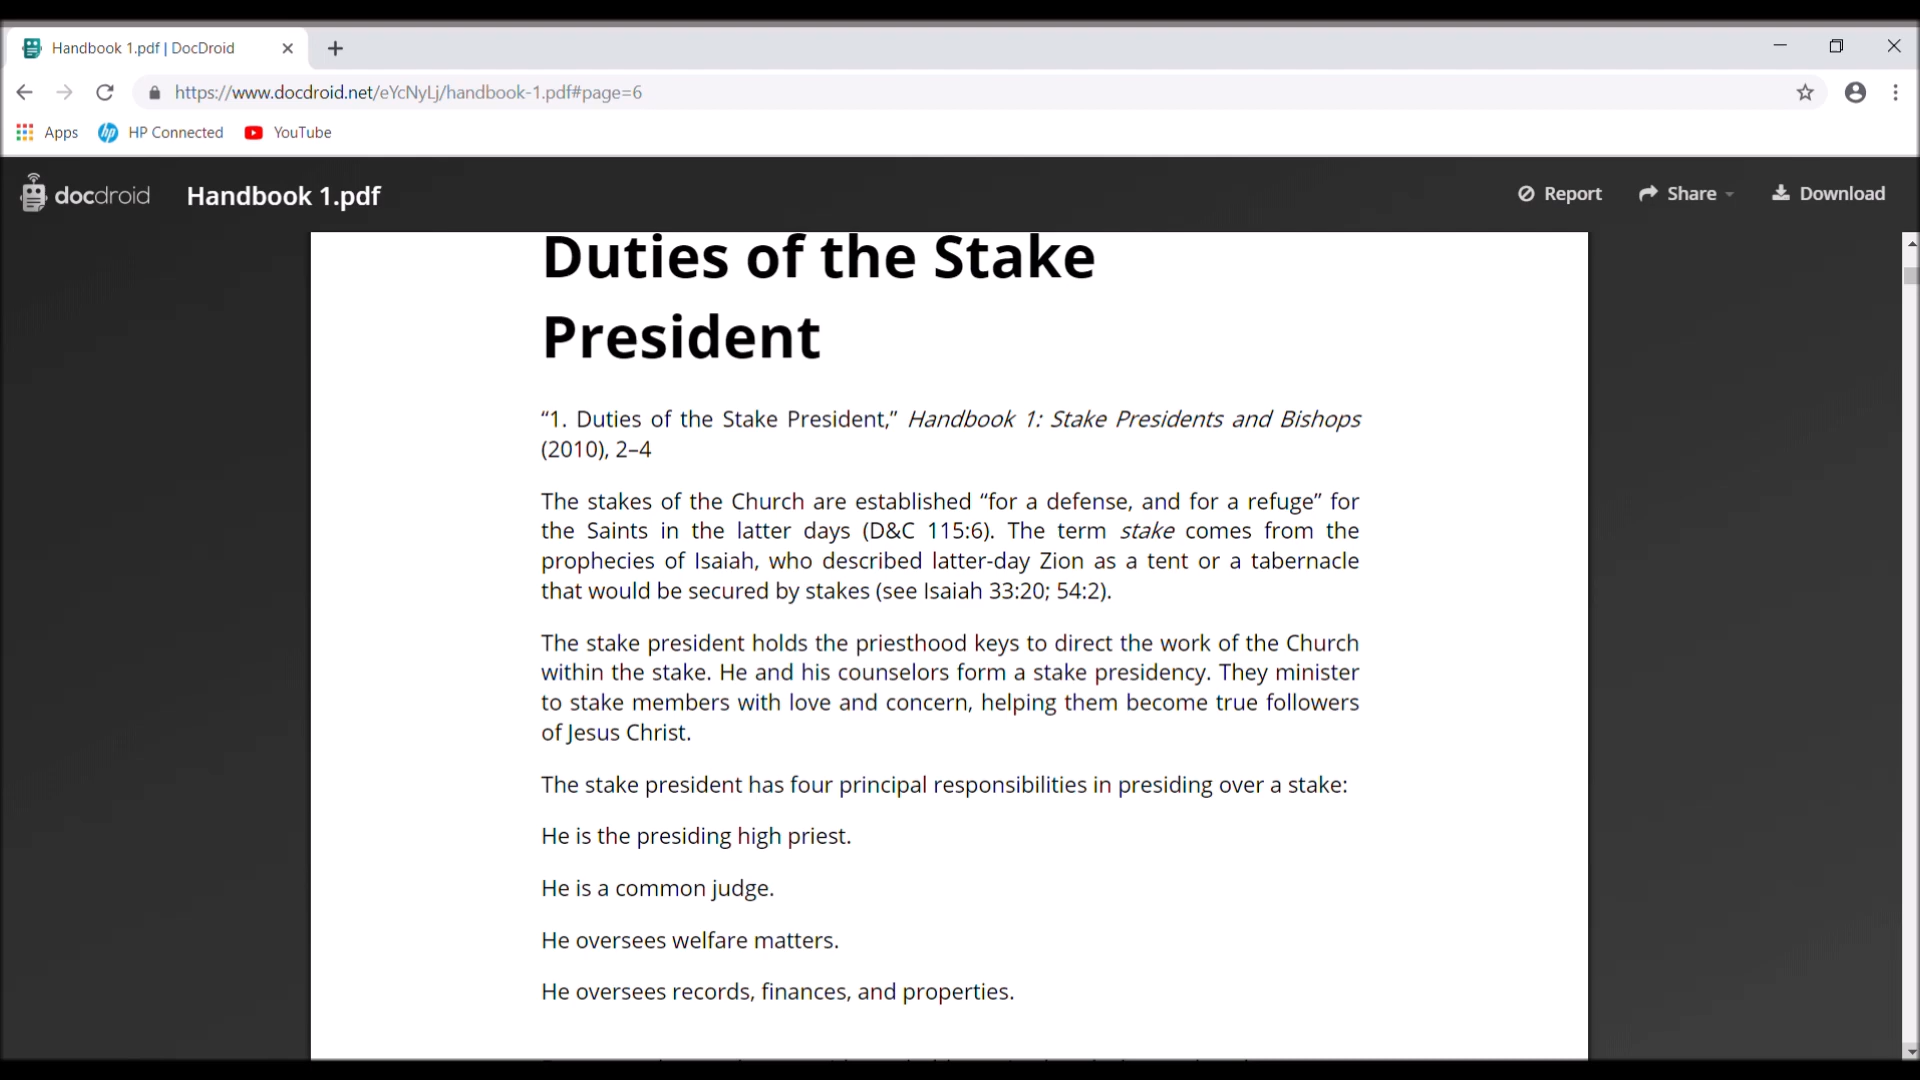 Handbook 1.pdf | DocDroid
https://www.docdroid.net/eYcNyLj/handbook-1.pdf#page=6
Apps HP Connected YouTube
docdroid Handbook 1.pdf Report Share Download
Duties of the Stake
President
“1. Duties of the Stake President,” Handbook 1: Stake Presidents and Bishops
(2010), 2–4
The stakes of the Church are established “for a defense, and for a refuge” for
the Saints in the latter days (D&C 115:6). The term stake comes from the
prophecies of Isaiah, who described latter-day Zion as a tent or a tabernacle
that would be secured by stakes (see Isaiah 33:20; 54:2).
The stake president holds the priesthood keys to direct the work of the Church
within the stake. He and his counselors form a stake presidency. They minister
to stake members with love and concern, helping them become true followers
of Jesus Christ.
The stake president has four principal responsibilities in presiding over a stake:
He is the presiding high priest.
He is a common judge.
He oversees welfare matters.
He oversees records, finances, and properties.